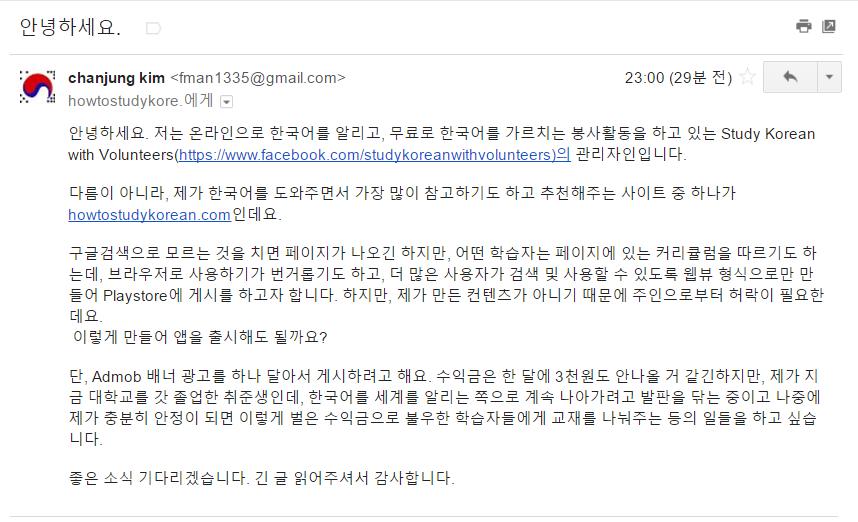 안녕하세요.
chanjung kim <fman1335@gmail.com>
23:00 (29분 전)
howtostudykore.에게
안녕하세요. 저는 온라인으로 한국어를 알리고, 무료로 한국어를 가르치는 봉사활동을 하고 있는 Study Korean
with Volunteers(https://www.facebook.com/studykoreanwithvolunteers)의 관리자인입니다.
다름이 아니라, 제가 한국어를 도와주면서 가장 많이 참고하기도 하고 추천해주는 사이트 중 하나가
howtostudykorean.com인데요.
구글검색으로 모르는 것을 치면 페이지가 나오긴 하지만, 어떤 학습자는 페이지에 있는 커리큘럼을 따르기도 하
는데, 브라우저로 사용하기가 번거롭기도 하고, 더 많은 사용자가 검색 및 사용할 수 있도록 웹뷰 형식으로만 만
들어 Playstore에 게시를 하고자 합니다. 하지만, 제가 만든 컨텐츠가 아니기 때문에 주인으로부터 허락이 필요한
데요.
이렇게 만들어 앱을 출시해도 될까요?
단, Admob 배너 광고를 하나 달아서 게시하려고 해요. 수익금은 한 달에 3천원도 안나올 거 같긴하지만, 제가 지
금 대학교를 갓 졸업한 취준생인데, 한국어를 세계를 알리는 쪽으로 계속 나아가려고 발판을 닦는 중이고 나중에
제가 충분히 안정이 되면 이렇게 번은 수익금으로 불우한 학습자들에게 교재를 나눠주는 등의 일들을 하고 싶습
니다.
좋은 소식 기다리겠습니다. 긴 글 읽어주셔서 감사합니다.